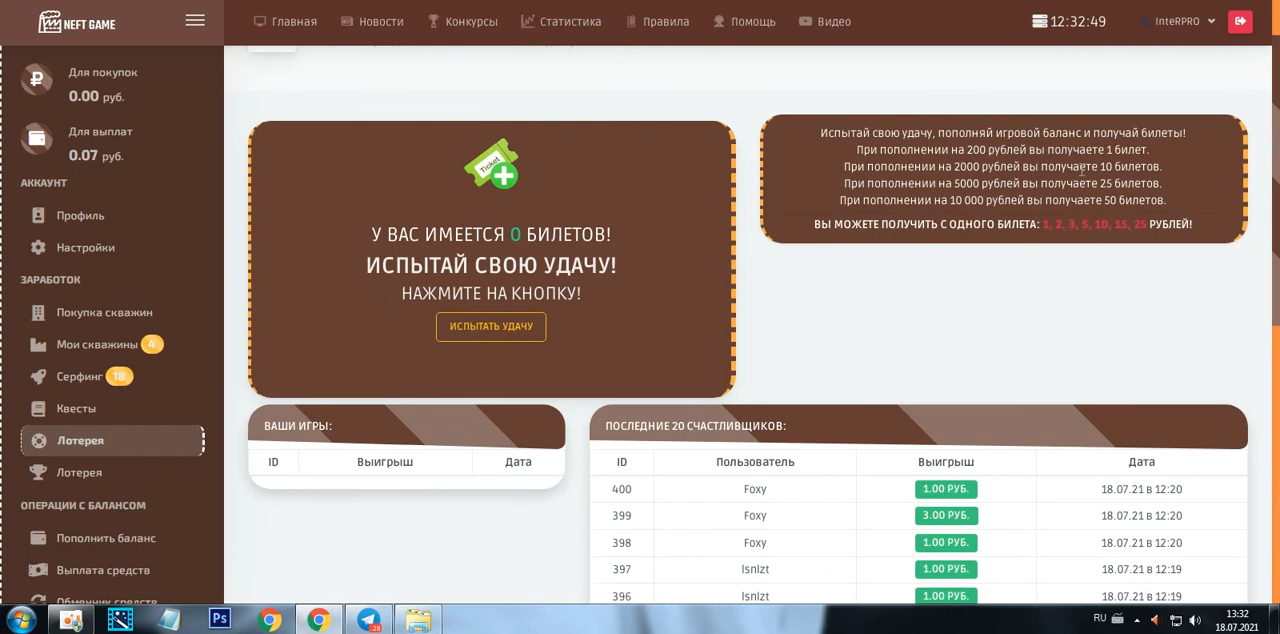 NEFT GAME
Главная
Новости
Конкурсы
Статистика
Правила
Помощь
Видео
12:32:49
InteRPRO
Для покупок
0.00 руб.
Для выплат
0.07 руб.
АККАУНТ
Профиль
Настройки
ЗАРАБОТОК
Покупка скважин
Мои скважины 4
Серфинг 18
Квесты
Лотерея
Лотерея
ОПЕРАЦИИ С БАЛАНСОМ
Пополнить баланс
Выплата средств
Обменник средств
Ticket
У ВАС ИМЕЕТСЯ 0 БИЛЕТОВ!
ИСПЫТАЙ СВОЮ УДАЧУ!
НАЖМИТЕ НА КНОПКУ!
ИСПЫТАТЬ УДАЧУ
Испытай свою удачу, пополняй игровой баланс и получай билеты!
При пополнении на 200 рублей вы получаете 1 билет.
При пополнении на 2000 рублей вы получаете 10 билетов.
При пополнении на 5000 рублей вы получаете 25 билетов.
При пополнении на 10 000 рублей вы получаете 50 билетов.
ВЫ МОЖЕТЕ ПОЛУЧИТЬ С ОДНОГО БИЛЕТА: 1, 2, 3, 5, 10, 15, 25 РУБЛЕЙ!
ВАШИ ИГРЫ:
ID Выигрыш Дата
ПОСЛЕДНИЕ 20 СЧАСТЛИВЩИКОВ:
ID Пользователь Выигрыш Дата
400 Foxy 1.00 РУБ. 18.07.21 в 12:20
399 Foxy 3.00 РУБ. 18.07.21 в 12:20
398 Foxy 1.00 РУБ. 18.07.21 в 12:20
397 lsnlzt 1.00 РУБ. 18.07.21 в 12:19
396 lsnlzt 1.00 РУБ. 18.07.21 в 12:19
Ps
28
RU
13:32
18.07.2021